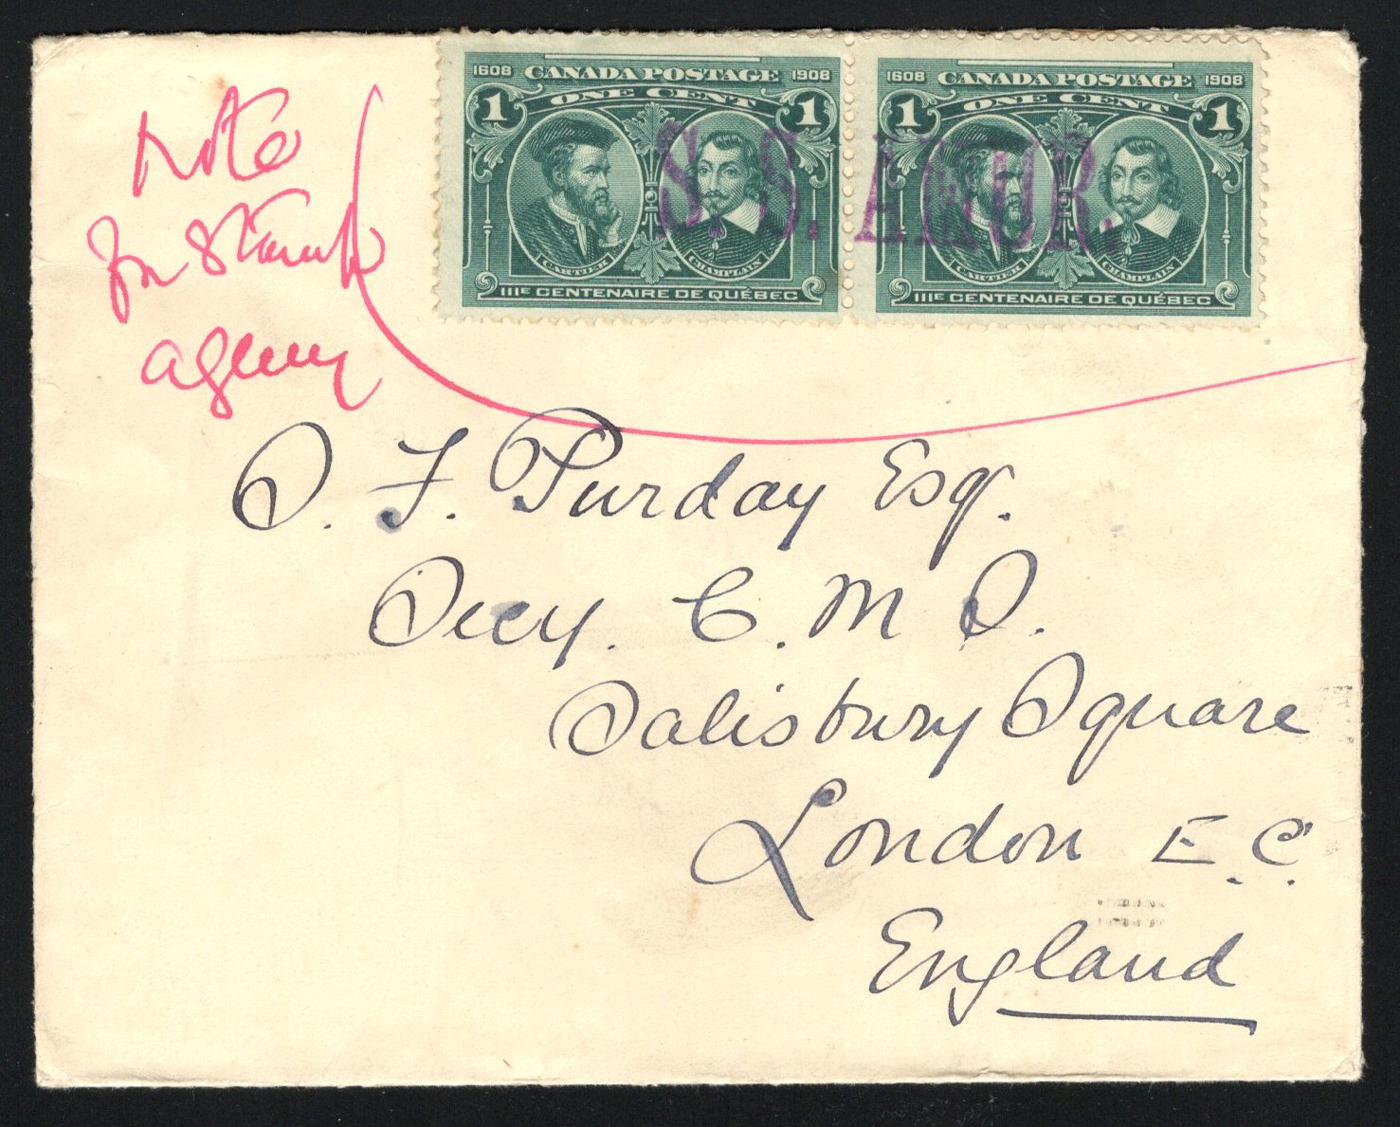 1608 CANADA POSTAGE 1908
1 ONE CENT 1
CARTIER CHAMPLAIN
IIIE CENTENAIRE DE QUÉBEC
1608 CANADA POSTAGE 1908
1 ONE CENT 1
CARTIER CHAMPLAIN
IIIE CENTENAIRE DE QUÉBEC
S.S. AMUR.
Note
for Stamp
agency
D. F. Purday Esq.
Secy. C. M. S.
Salisbury Square
London E.C.
England